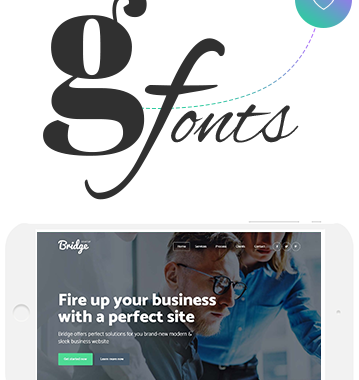 g fonts
Bridge
Home Services Process Clients Contact
Fire up your business
with a perfect site
Bridge offers perfect solutions for you brand-new modern &
sleek business website
Get started now Learn more now